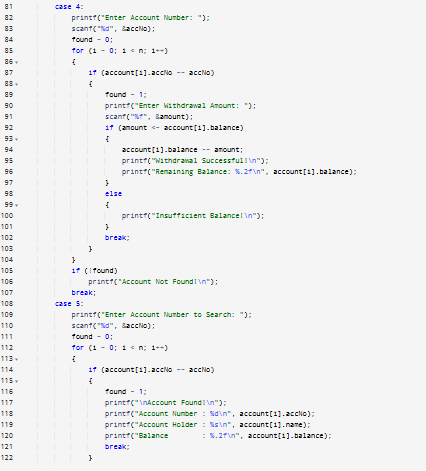 81 case 4:
82 printf("Enter Account Number: ");
83 scanf("%d", &accNo);
84 found = 0;
85 for (i = 0; i < n; i++)
86 {
87 if (account[i].accNo == accNo)
88 {
89 found = 1;
90 printf("Enter Withdrawal Amount: ");
91 scanf("%f", &amount);
92 if (amount <= account[i].balance)
93 {
94 account[i].balance -= amount;
95 printf("Withdrawal Successful!\n");
96 printf("Remaining Balance: %.2f\n", account[i].balance);
97 }
98 else
99 {
100 printf("Insufficient Balance!\n");
101 }
102 break;
103 }
104 }
105 if (!found)
106 printf("Account Not Found!\n");
107 break;
108 case 5:
109 printf("Enter Account Number to Search: ");
110 scanf("%d", &accNo);
111 found = 0;
112 for (i = 0; i < n; i++)
113 {
114 if (account[i].accNo == accNo)
115 {
116 found = 1;
117 printf("\nAccount Found!\n");
118 printf("Account Number : %d\n", account[i].accNo);
119 printf("Account Holder : %s\n", account[i].name);
120 printf("Balance        : %.2f\n", account[i].balance);
121 break;
122 }